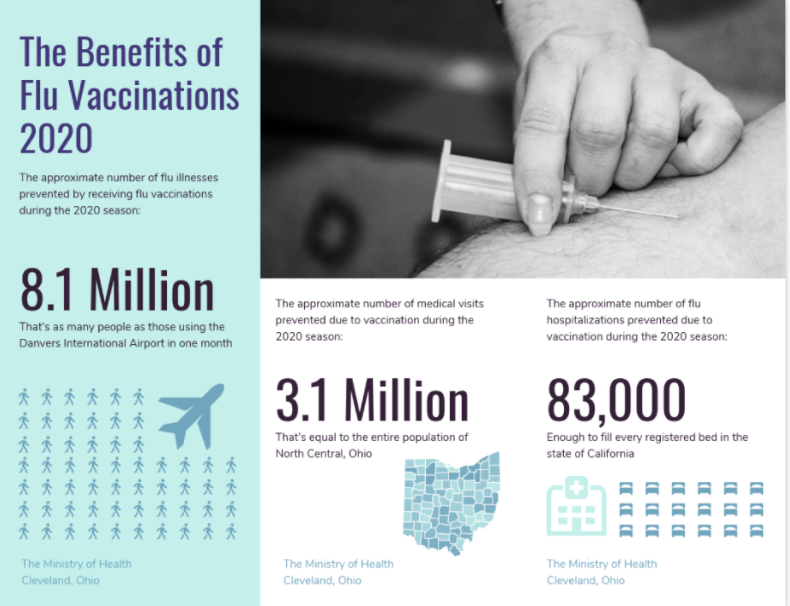 The Benefits of
Flu Vaccinations
2020
The approximate number of flu illnesses
prevented by receiving flu vaccinations
during the 2020 season:
8.1 Million
That's as many people as those using the
Danvers International Airport in one month
The Ministry of Health
Cleveland, Ohio
The approximate number of medical visits
prevented due to vaccination during the
2020 season:
3.1 Million
That's equal to the entire population of
North Central, Ohio
The Ministry of Health
Cleveland, Ohio
The approximate number of flu
hospitalizations prevented due to
vaccination during the 2020 season:
83,000
Enough to fill every registered bed in the
state of California
The Ministry of Health
Cleveland, Ohio